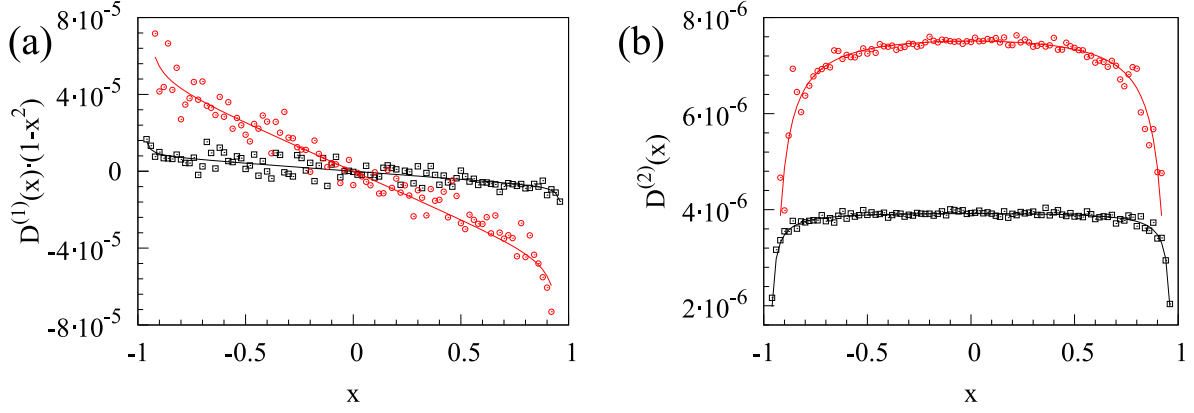 (a)
D^(1)(x)·(1-x^2)
8·10^-5
4·10^-5
0
-4·10^-5
-8·10^-5
-1 -0.5 0 0.5 1
x
(b)
D^(2)(x)
8·10^-6
6·10^-6
4·10^-6
2·10^-6
-1 -0.5 0 0.5 1
x